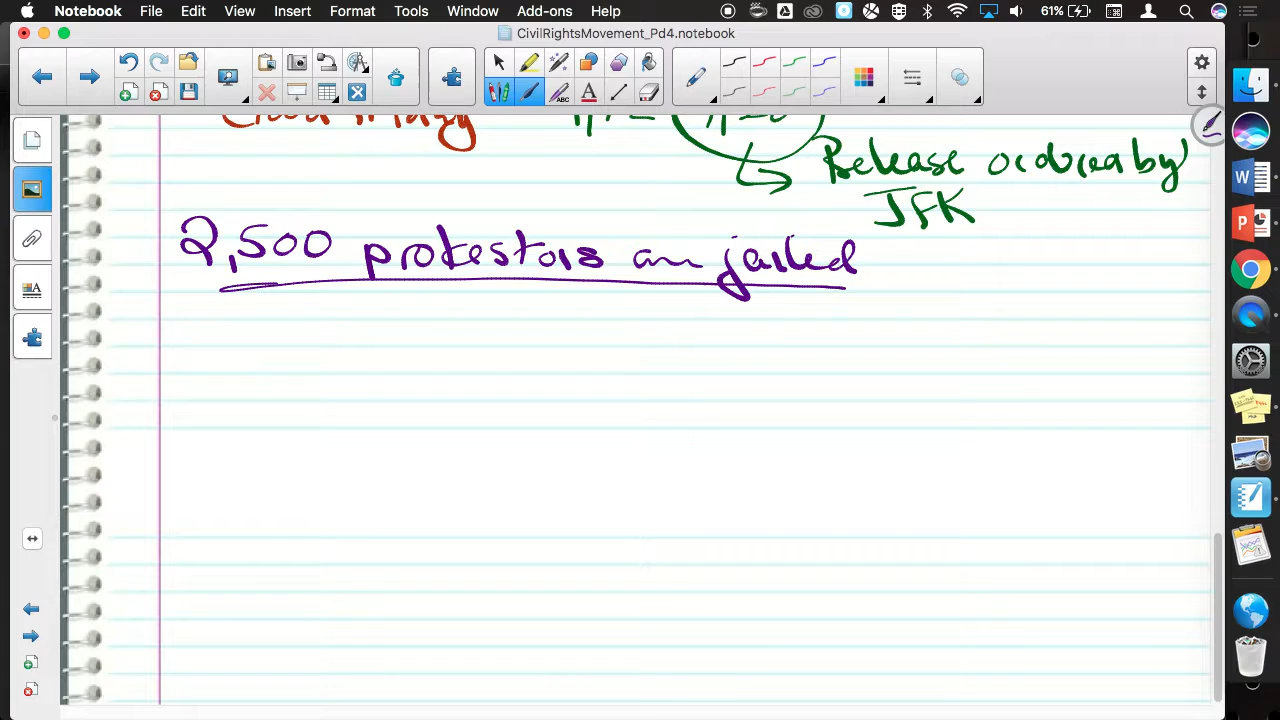 Notebook File Edit View Insert Format Tools Window Add-ons Help 61%
CivilRightsMovement_Pd4.notebook
Release ordered by
JFK
2,500 protestors are jailed